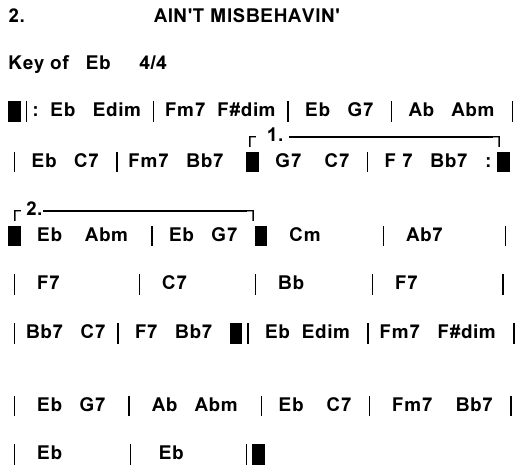 2. AIN'T MISBEHAVIN'
Key of Eb 4/4
|: Eb Edim | Fm7 F#dim | Eb G7 | Ab Abm |
1.
| Eb C7 | Fm7 Bb7 G7 C7 | F 7 Bb7 :
2.
Eb Abm | Eb G7 Cm | Ab7 |
| F7 | C7 | Bb | F7 |
| Bb7 C7 | F7 Bb7 | Eb Edim | Fm7 F#dim |
| Eb G7 | Ab Abm | Eb C7 | Fm7 Bb7 |
| Eb | Eb |